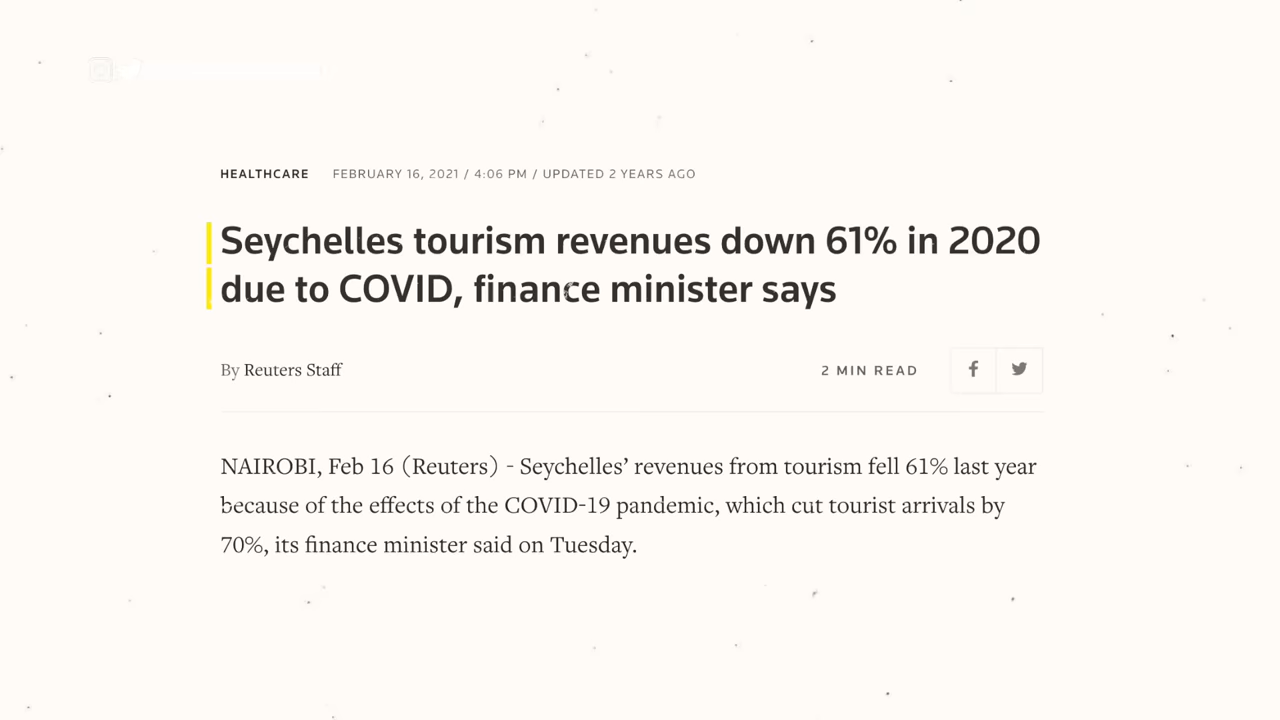 HEALTHCARE FEBRUARY 16, 2021 / 4:06 PM / UPDATED 2 YEARS AGO
Seychelles tourism revenues down 61% in 2020
due to COVID, finance minister says
By Reuters Staff 2 MIN READ
NAIROBI, Feb 16 (Reuters) - Seychelles’ revenues from tourism fell 61% last year
because of the effects of the COVID-19 pandemic, which cut tourist arrivals by
70%, its finance minister said on Tuesday.